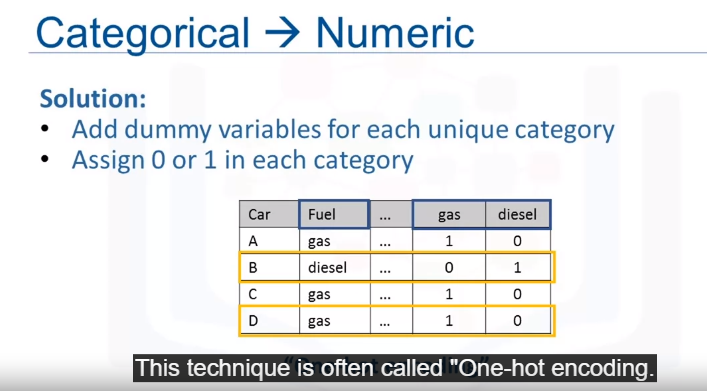 Categorical → Numeric
Solution:
• Add dummy variables for each unique category
• Assign 0 or 1 in each category
Car Fuel ... gas diesel
A gas ... 1 0
B diesel ... 0 1
C gas ... 1 0
D gas ... 1 0
This technique is often called "One-hot encoding.